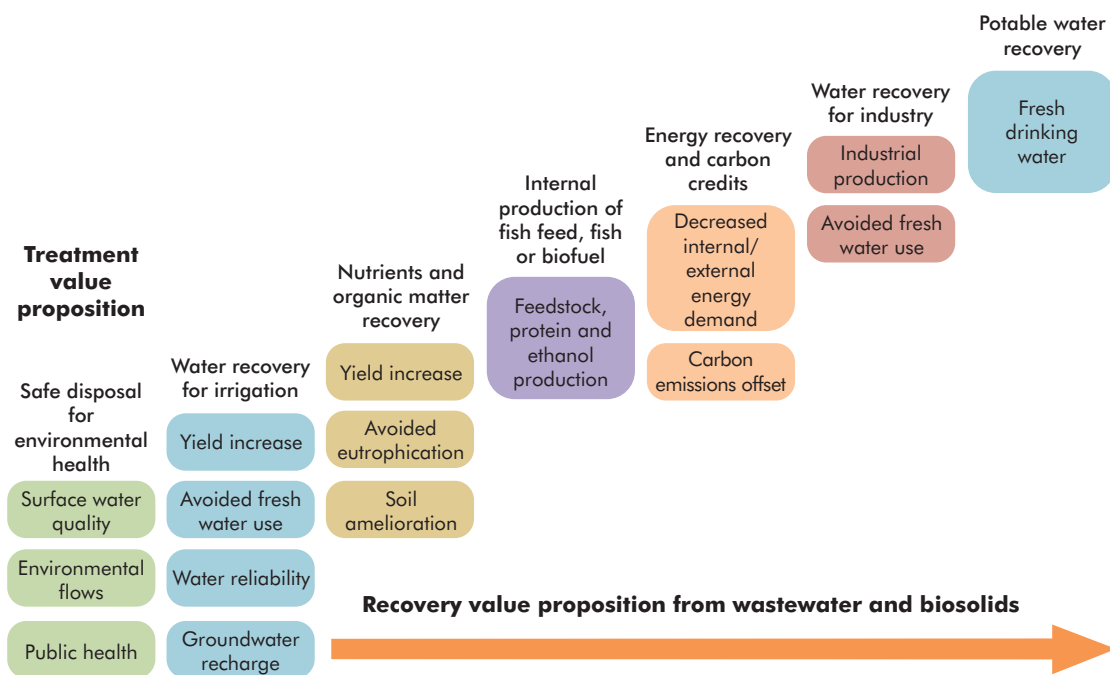 Treatment
value
proposition
Safe disposal
for
environmental
health
Surface water
quality
Environmental
flows
Public health
Water recovery
for irrigation
Yield increase
Avoided fresh
water use
Water reliability
Groundwater
recharge
Nutrients and
organic matter
recovery
Yield increase
Avoided
eutrophication
Soil
amelioration
Internal
production of
fish feed, fish
or biofuel
Feedstock,
protein and
ethanol
production
Energy recovery
and carbon
credits
Decreased
internal/
external
energy
demand
Carbon
emissions offset
Water recovery
for industry
Industrial
production
Avoided fresh
water use
Potable water
recovery
Fresh
drinking
water
Recovery value proposition from wastewater and biosolids